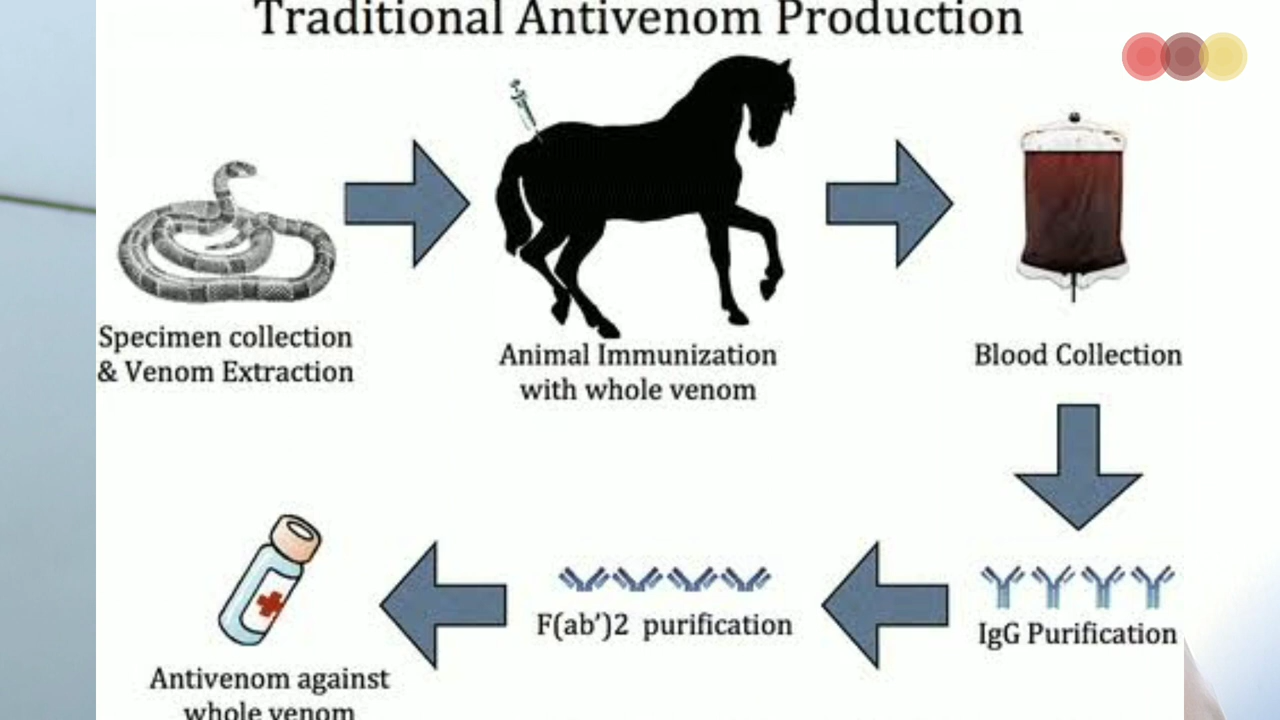 Traditional Antivenom Production
Specimen collection
& Venom Extraction
Animal Immunization
with whole venom
Blood Collection
IgG Purification
F(ab')2 purification
Antivenom against
whole venom